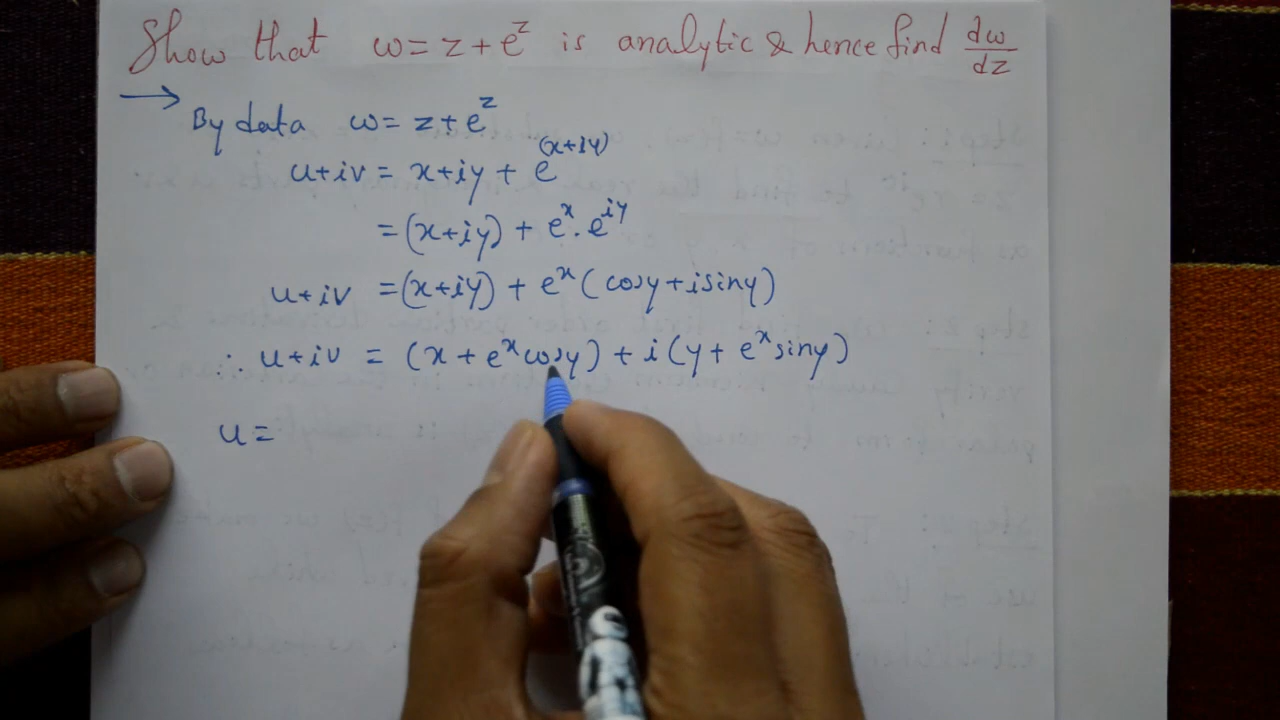 Show that w = z + e^z is analytic & hence find dw/dz
→ By data w = z + e^z
u+iv = x+iy + e^(x+iy)
= (x+iy) + e^x . e^iy
u+iv = (x+iy) + e^x (cosy + isiny)
∴ u+iv = (x + e^x cosy) + i(y + e^x siny)
u =